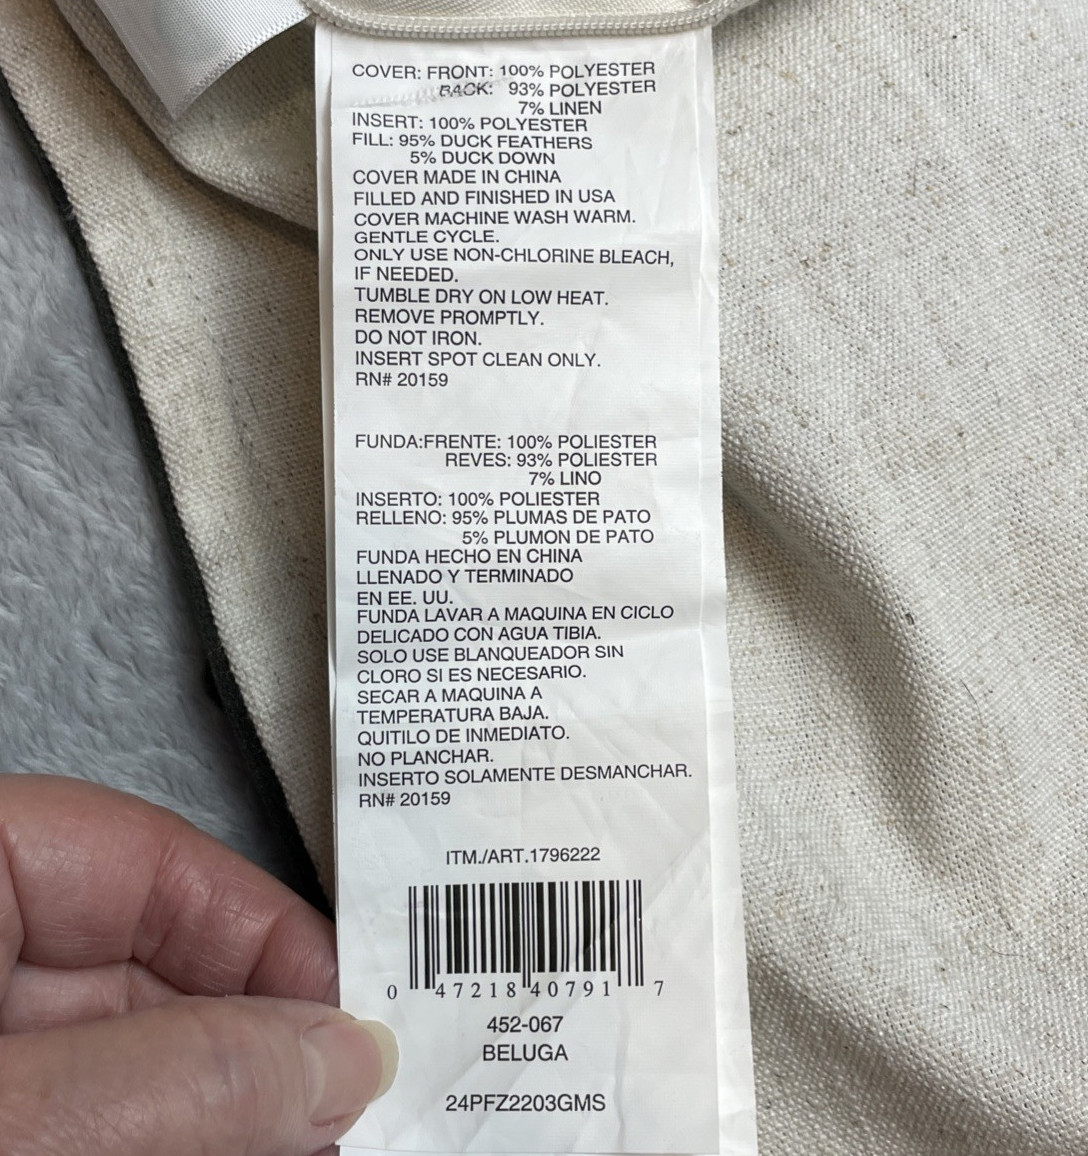 COVER: FRONT: 100% POLYESTER
BACK: 93% POLYESTER
7% LINEN
INSERT: 100% POLYESTER
FILL: 95% DUCK FEATHERS
5% DUCK DOWN
COVER MADE IN CHINA
FILLED AND FINISHED IN USA
COVER MACHINE WASH WARM.
GENTLE CYCLE.
ONLY USE NON-CHLORINE BLEACH,
IF NEEDED.
TUMBLE DRY ON LOW HEAT.
REMOVE PROMPTLY.
DO NOT IRON.
INSERT SPOT CLEAN ONLY.
RN# 20159
FUNDA:FRENTE: 100% POLIESTER
REVES: 93% POLIESTER
7% LINO
INSERTO: 100% POLIESTER
RELLENO: 95% PLUMAS DE PATO
5% PLUMON DE PATO
FUNDA HECHO EN CHINA
LLENADO Y TERMINADO
EN EE. UU.
FUNDA LAVAR A MAQUINA EN CICLO
DELICADO CON AGUA TIBIA.
SOLO USE BLANQUEADOR SIN
CLORO SI ES NECESARIO.
SECAR A MAQUINA A
TEMPERATURA BAJA.
QUITILO DE INMEDIATO.
NO PLANCHAR.
INSERTO SOLAMENTE DESMANCHAR.
RN# 20159
ITM./ART.1796222
0 47218 40791 7
452-067
BELUGA
24PFZ2203GMS